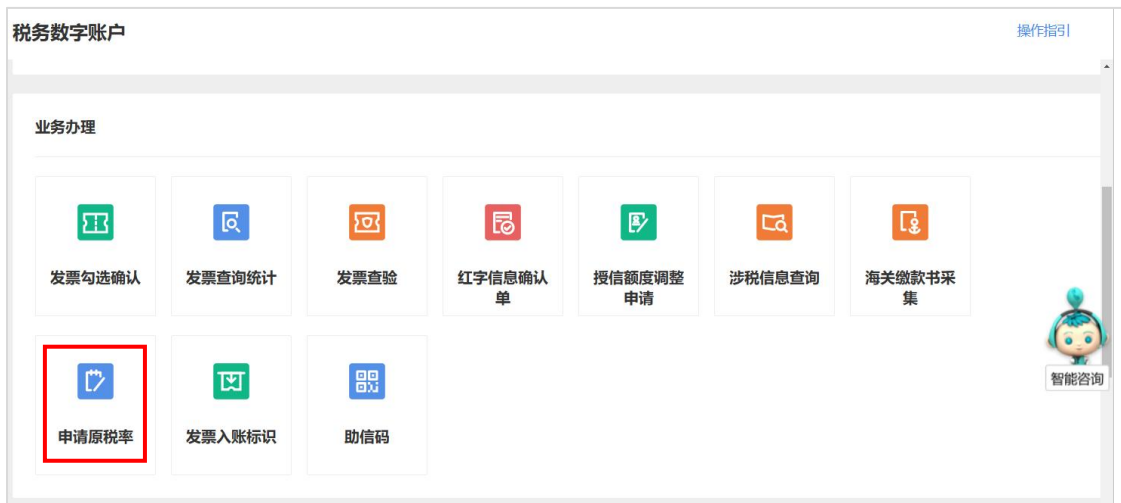 税务数字账户
操作指引
业务办理
发票勾选确认
发票查询统计
发票查验
红字信息确认
单
授信额度调整
申请
涉税信息查询
海关缴款书采
集
申请原税率
发票入账标识
助信码
智能咨询